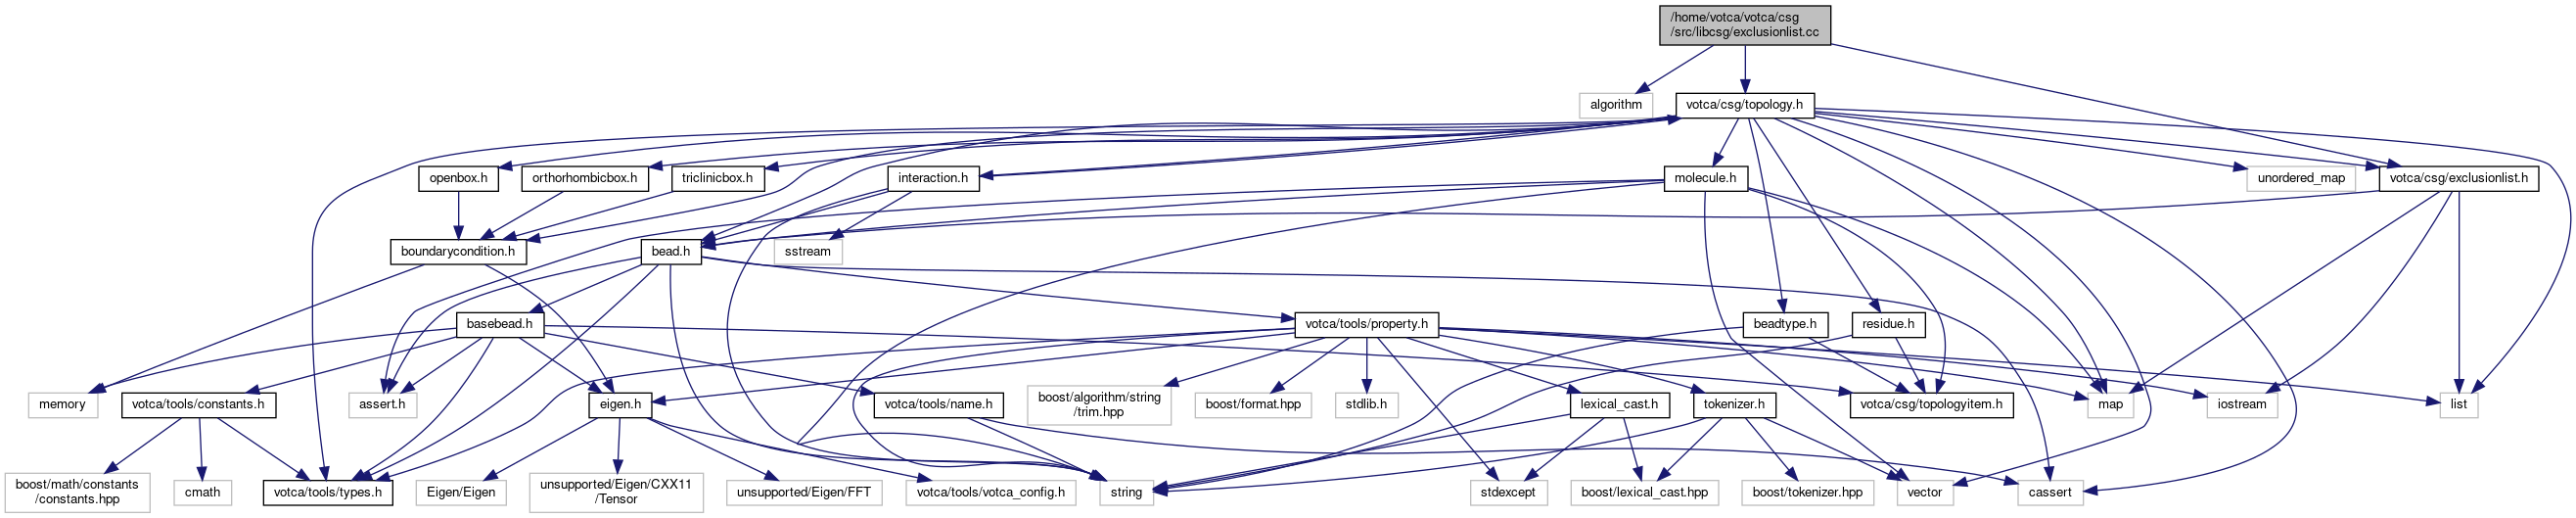 /home/votca/votca/csg
/src/libcsg/exclusionlist.cc
algorithm
votca/csg/topology.h
openbox.h
orthorhombicbox.h
triclinicbox.h
interaction.h
molecule.h
unordered_map
votca/csg/exclusionlist.h
boundarycondition.h
bead.h
sstream
basebead.h
votca/tools/property.h
beadtype.h
residue.h
memory
votca/tools/constants.h
assert.h
eigen.h
votca/tools/name.h
boost/algorithm/string
/trim.hpp
boost/format.hpp
stdlib.h
lexical_cast.h
tokenizer.h
votca/csg/topologyitem.h
map
iostream
list
boost/math/constants
/constants.hpp
cmath
votca/tools/types.h
Eigen/Eigen
unsupported/Eigen/CXX11
/Tensor
unsupported/Eigen/FFT
votca/tools/votca_config.h
string
stdexcept
boost/lexical_cast.hpp
boost/tokenizer.hpp
vector
cassert